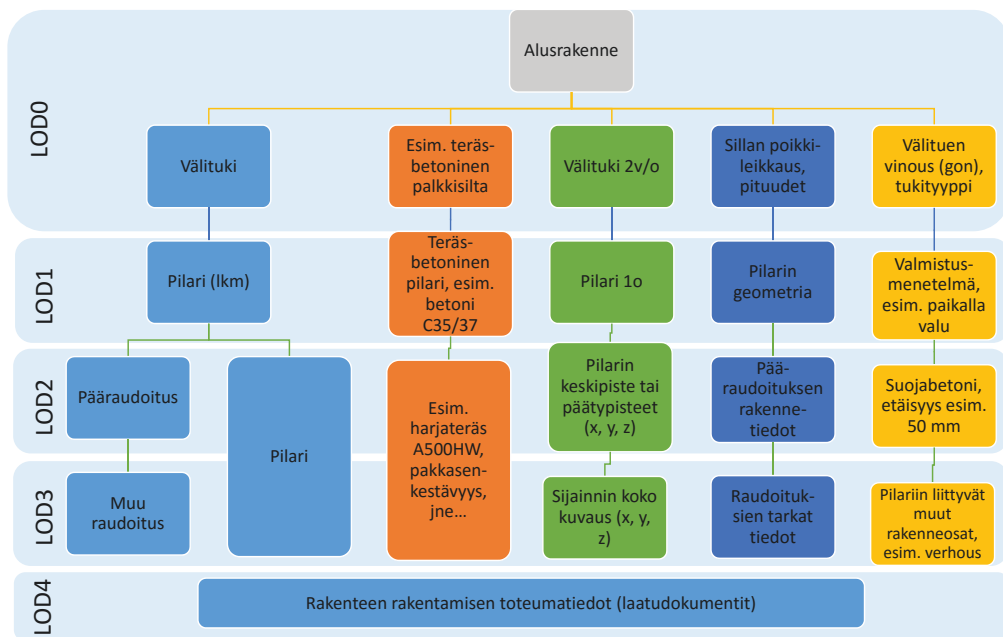 Alusrakenne
LOD0
Välituki
Esim. teräs-
betoninen
palkkisilta
Välituki 2v/o
Sillan poikki-
leikkaus,
pituudet
Välituen
vinous (gon),
tukityyppi
LOD1
Pilari (lkm)
Teräs-
betoninen
pilari, esim.
betoni
C35/37
Pilari 1o
Pilarin
geometria
Valmistus-
menetelmä,
esim. paikalla
valu
LOD2
Pääraudoitus
Pilari
Esim.
harjateräs
A500HW,
pakkasen-
kestävyys,
jne...
Pilarin
keskipiste tai
päätypisteet
(x, y, z)
Pää-
raudoituksen
rakenne-
tiedot
Suojabetoni,
etäisyys esim.
50 mm
LOD3
Muu
raudoitus
Sijainnin koko
kuvaus (x, y,
z)
Raudoituk-
sien tarkat
tiedot
Pilariin liittyvät
muut
rakenneosat,
esim. verhous
LOD4
Rakenteen rakentamisen toteumatiedot (laatudokumentit)